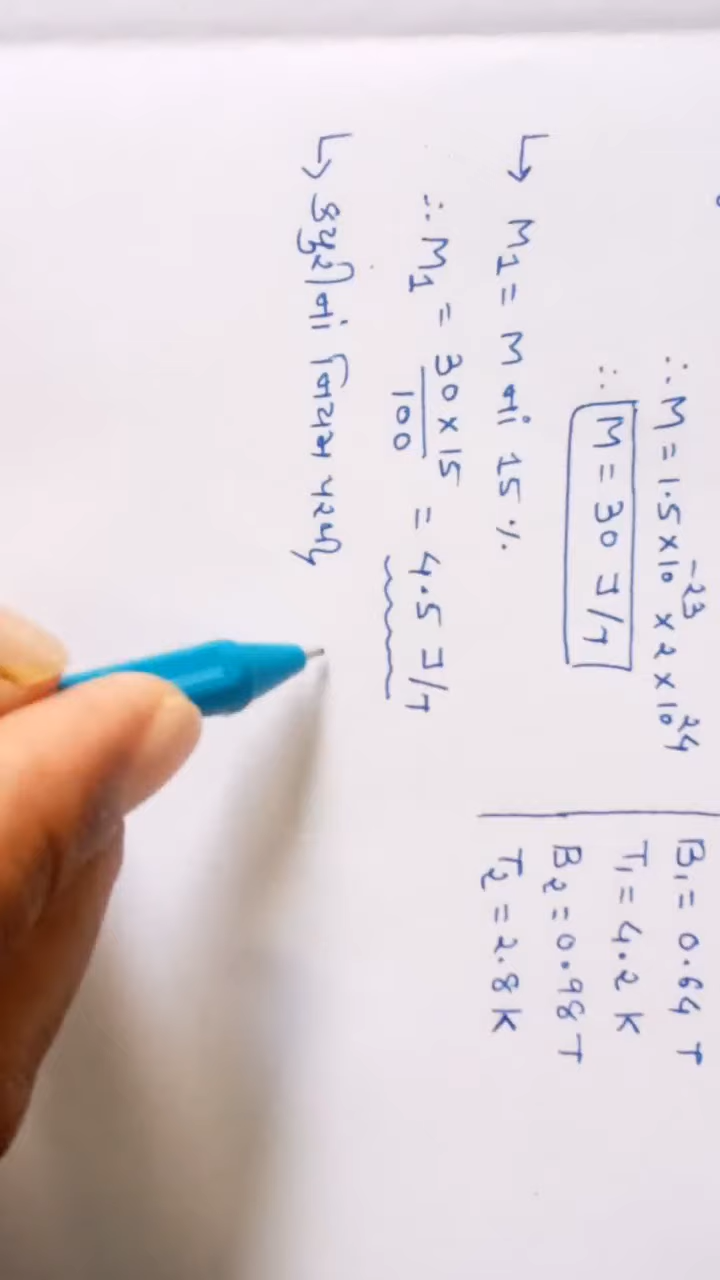 ∴ M = 1.5 × 10⁻²³ × 2 × 10²⁴
∴ M = 30 J/T
↳ M₁ = M નાં 15 %.
∴ M₁ = 30 × 15 / 100 = 4.5 J/T
↳ ક્યુરીનાં નિયમ પરથી
B₁ = 0.64 T
T₁ = 4.2 K
B₂ = 0.98 T
T₂ = 2.8 K